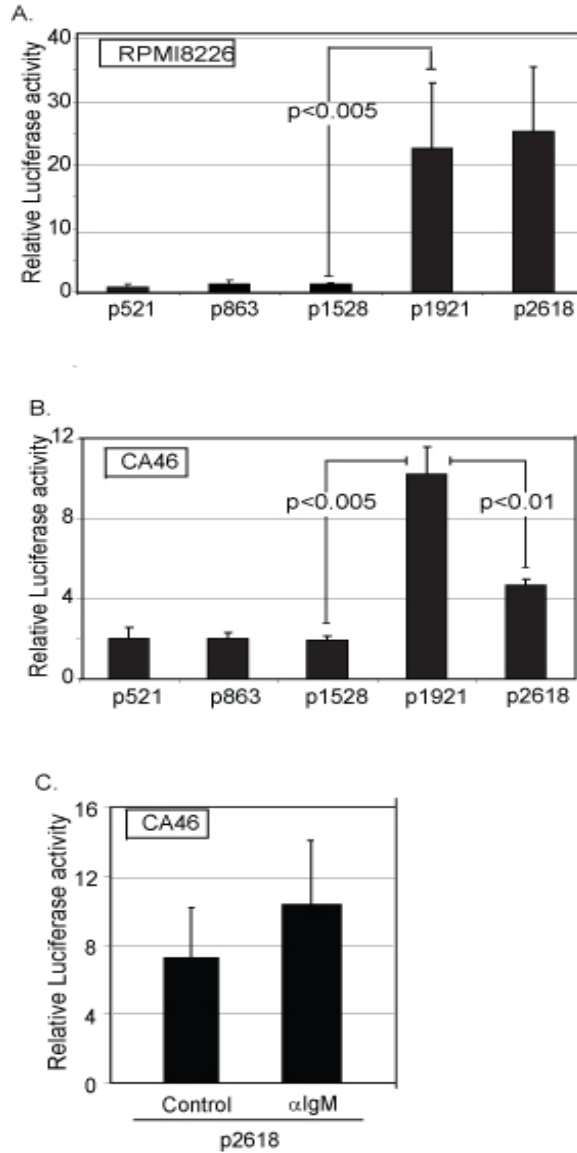 A.
RPMI8226
Relative Luciferase activity
40
30
20
10
0
p<0.005
p521 p863 p1528 p1921 p2618
B.
CA46
Relative Luciferase activity
12
8
4
0
p<0.005 p<0.01
p521 p863 p1528 p1921 p2618
C.
CA46
Relative Luciferase activity
16
12
8
4
0
Control αIgM
p2618